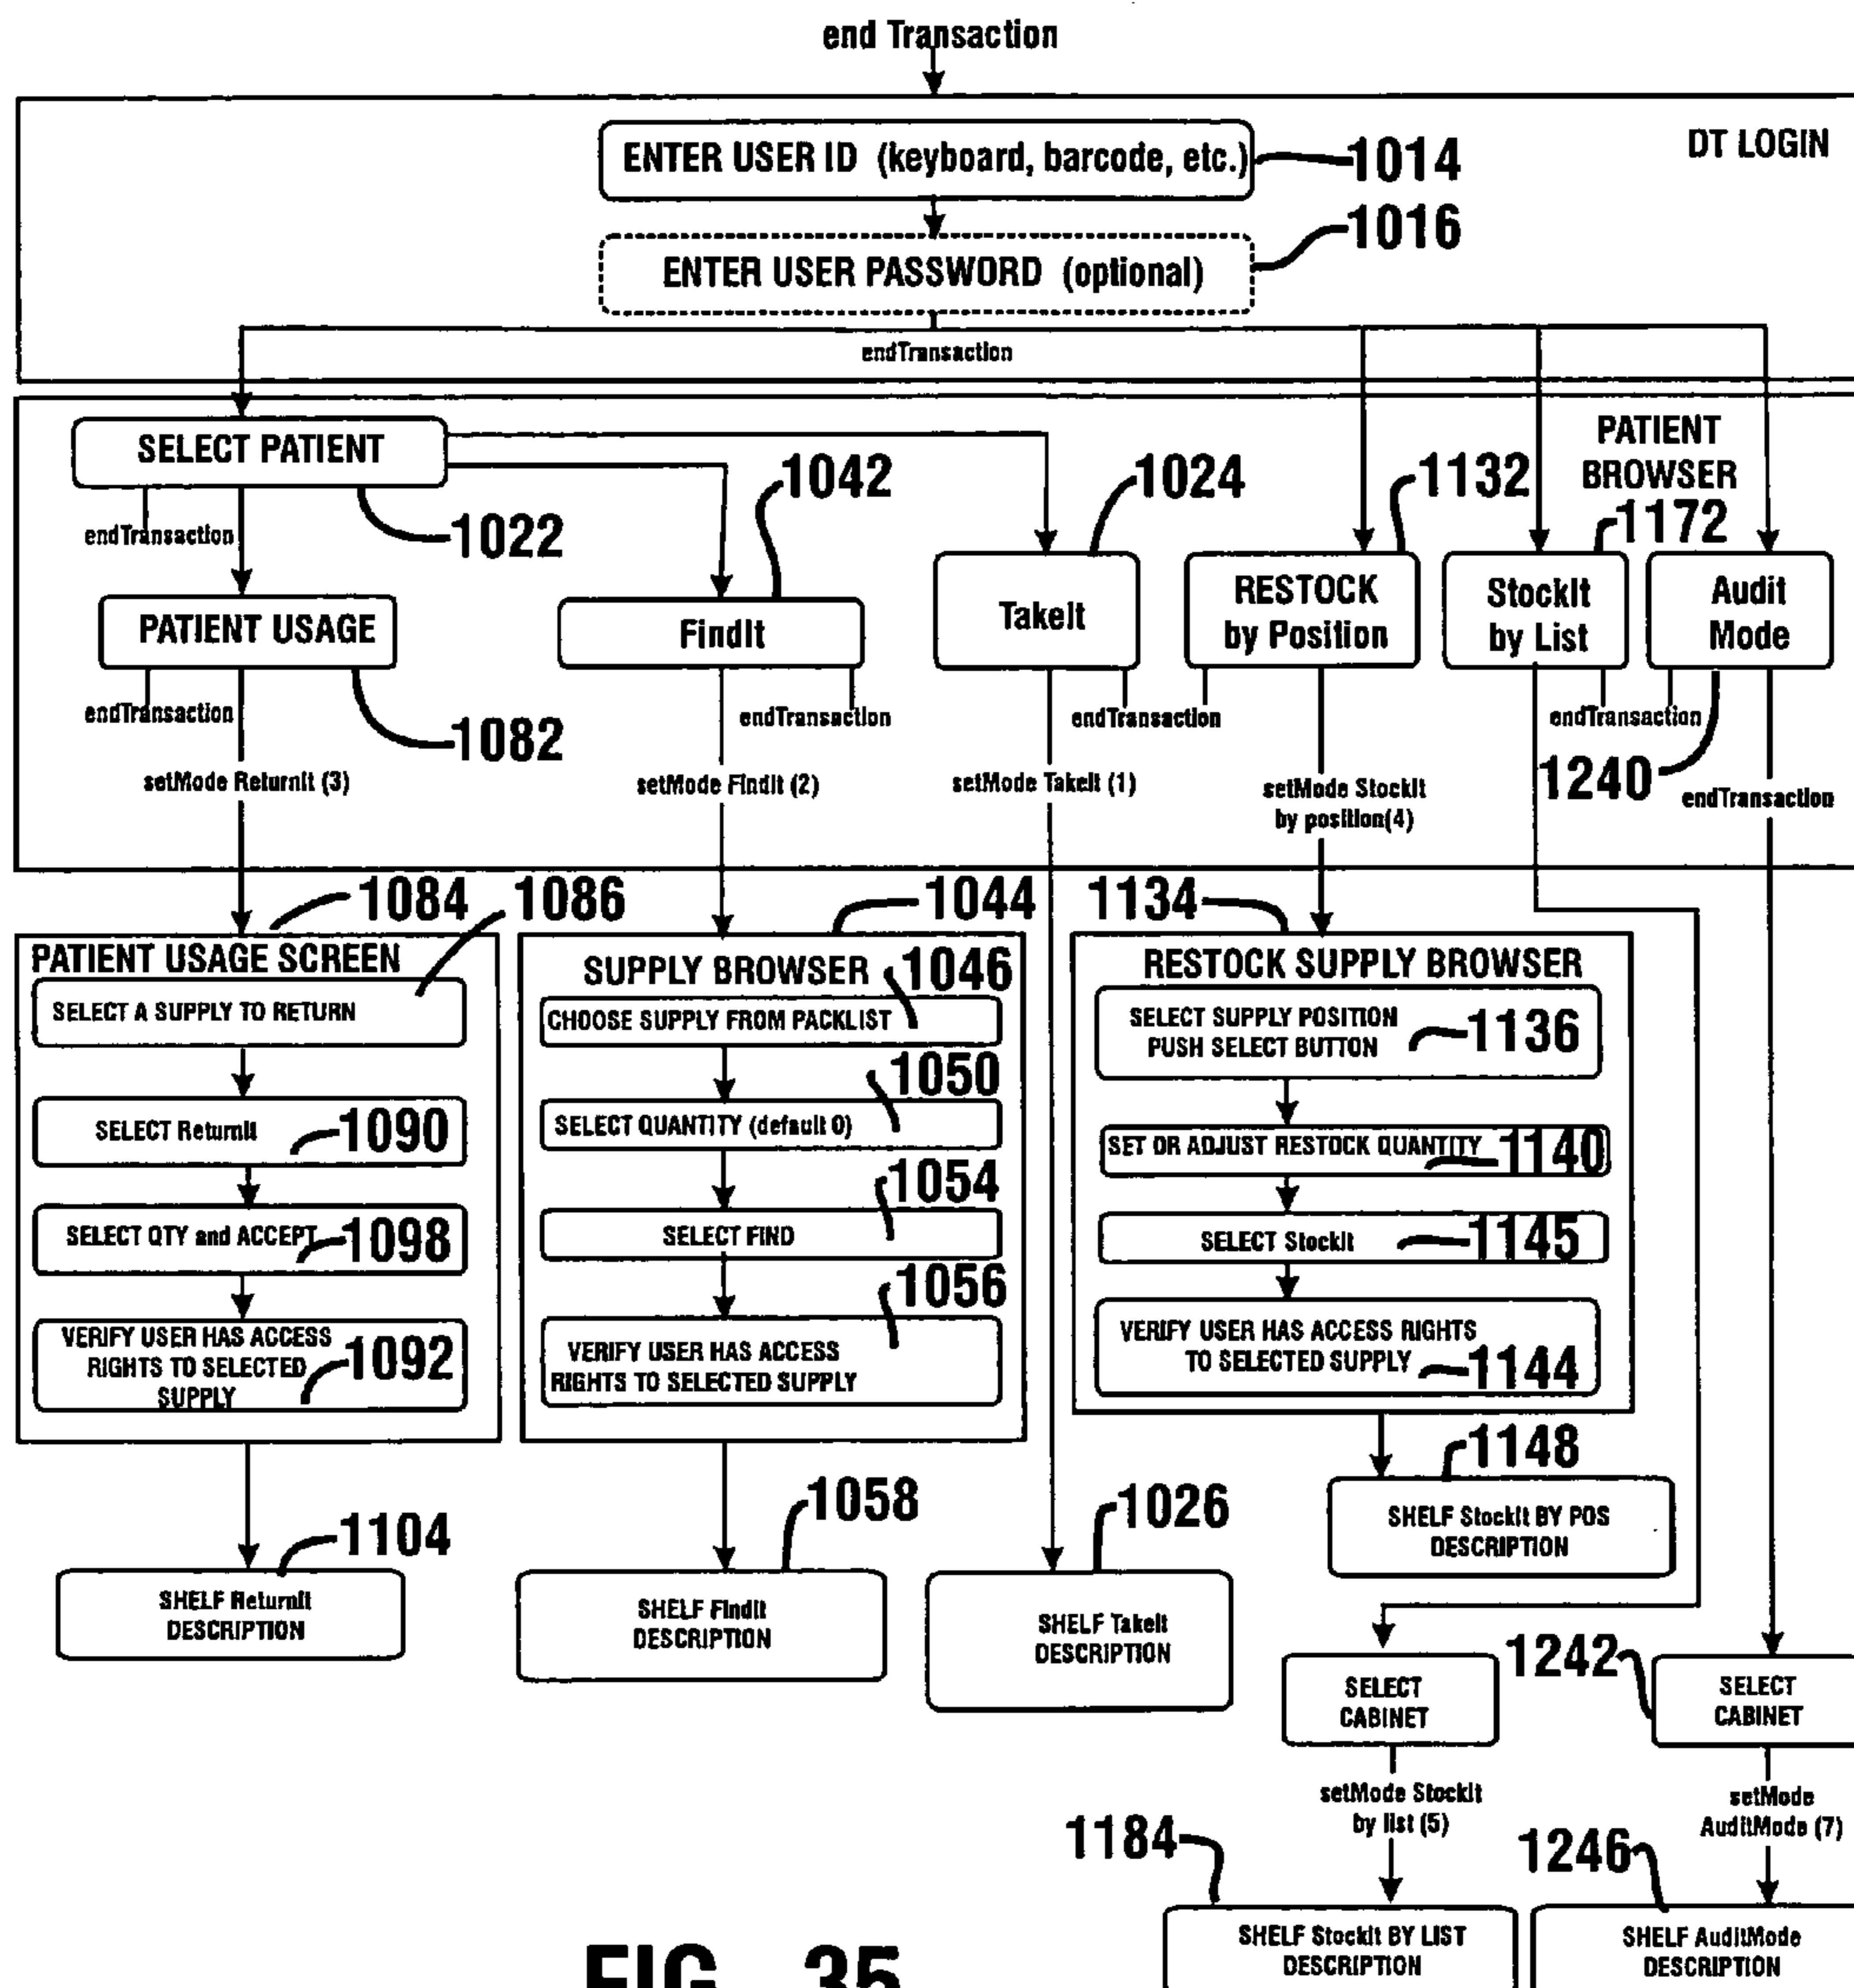 end Transaction
DT LOGIN
ENTER USER ID (keyboard, barcode, etc.)
1014
1016
ENTER USER PASSWORD (optional)
endTransaction
PATIENT
BROWSER
SELECT PATIENT
1042
1024
1132
1172
endTransaction
1022
PATIENT USAGE
FindIt
TakeIt
RESTOCK
by Position
StockIt
by List
Audit
Mode
endTransaction
endTransaction
endTransaction
endTransaction
1082
1240
setMode ReturnIt (3)
setMode FindIt (2)
setMode TakeIt (1)
setMode StockIt
by position(4)
endTransaction
1084
1086
1044
1134
PATIENT USAGE SCREEN
SELECT A SUPPLY TO RETURN
SELECT ReturnIt
1090
SELECT QTY and ACCEPT
1098
VERIFY USER HAS ACCESS
RIGHTS TO SELECTED
SUPPLY
1092
SUPPLY BROWSER
1046
CHOOSE SUPPLY FROM PACKLIST
1050
SELECT QUANTITY (default 0)
1054
SELECT FIND
1056
VERIFY USER HAS ACCESS
RIGHTS TO SELECTED SUPPLY
RESTOCK SUPPLY BROWSER
SELECT SUPPLY POSITION
PUSH SELECT BUTTON
1136
SET OR ADJUST RESTOCK QUANTITY
1140
SELECT StockIt
1145
VERIFY USER HAS ACCESS RIGHTS
TO SELECTED SUPPLY
1144
1148
SHELF StockIt BY POS
DESCRIPTION
1104
SHELF ReturnIt
DESCRIPTION
1058
SHELF FindIt
DESCRIPTION
1026
SHELF TakeIt
DESCRIPTION
SELECT
CABINET
1242
SELECT
CABINET
setMode StockIt
by list (5)
setMode
AuditMode (7)
1184
1246
SHELF StockIt BY LIST
DESCRIPTION
SHELF AuditMode
DESCRIPTION
FIG. 35